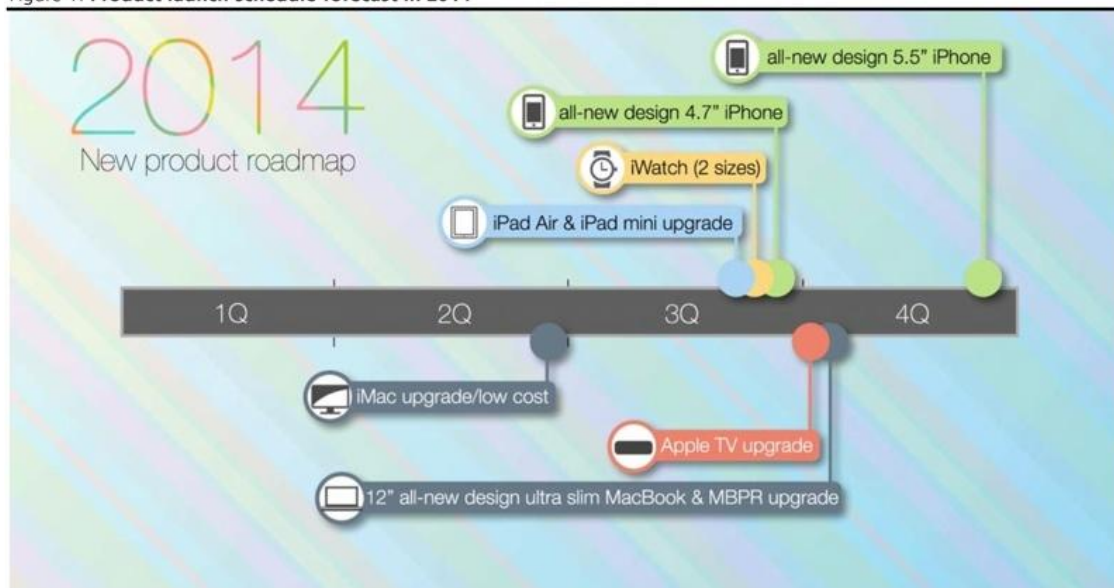 2014
New product roadmap
all-new design 5.5” iPhone
all-new design 4.7” iPhone
iWatch (2 sizes)
iPad Air & iPad mini upgrade
1Q 2Q 3Q 4Q
iMac upgrade/low cost
Apple TV upgrade
12” all-new design ultra slim MacBook & MBPR upgrade